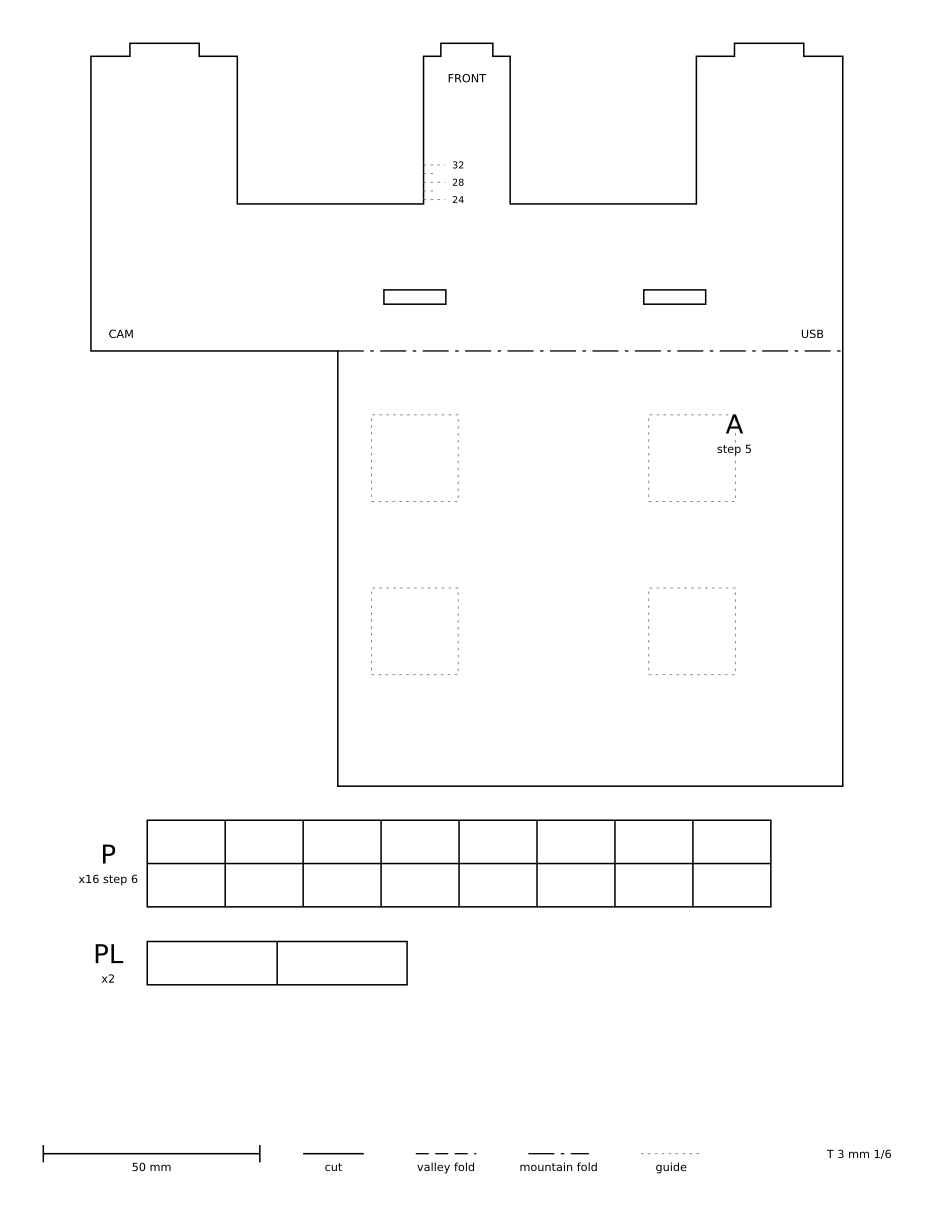 FRONT
32
28
24
CAM
USB
A
step 5
P
x16 step 6
PL
x2
50 mm
cut
valley fold
mountain fold
guide
T 3 mm 1/6